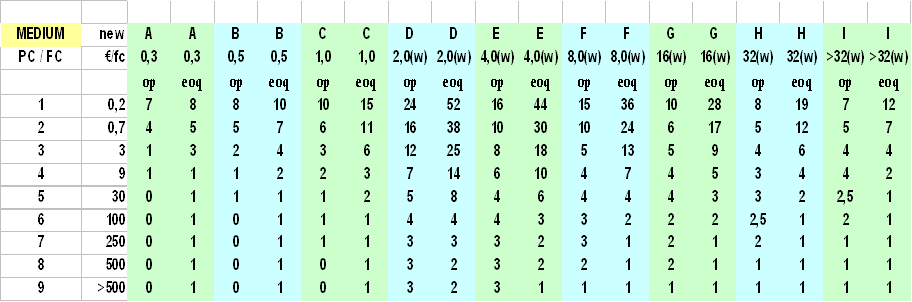 MEDIUM new A A B B C C D D E E F F G G H H I I
PC / FC €/fc 0,3 0,3 0,5 0,5 1,0 1,0 2,0(w) 2,0(w) 4,0(w) 4,0(w) 8,0(w) 8,0(w) 16(w) 16(w) 32(w) 32(w) >32(w) >32(w)
op eoq op eoq op eoq op eoq op eoq op eoq op eoq op eoq op eoq
1 0,2 7 8 8 10 10 15 24 52 16 44 15 36 10 28 8 19 7 12
2 0,7 4 5 5 7 6 11 16 38 10 30 10 24 6 17 5 12 5 7
3 3 1 3 2 4 3 6 12 25 8 18 5 13 5 9 4 6 4 4
4 9 1 1 1 2 2 3 7 14 6 10 4 7 4 5 3 4 4 2
5 30 0 1 1 1 1 2 5 8 4 6 4 4 4 3 3 2 2,5 1
6 100 0 1 0 1 1 1 4 4 4 3 3 2 2 2 2,5 1 2 1
7 250 0 1 0 1 1 1 3 3 3 2 3 1 2 1 2 1 1 1
8 500 0 1 0 1 0 1 3 2 3 2 2 1 2 1 1 1 1 1
9 >500 0 1 0 1 0 1 3 2 3 1 1 1 1 1 1 1 1 1